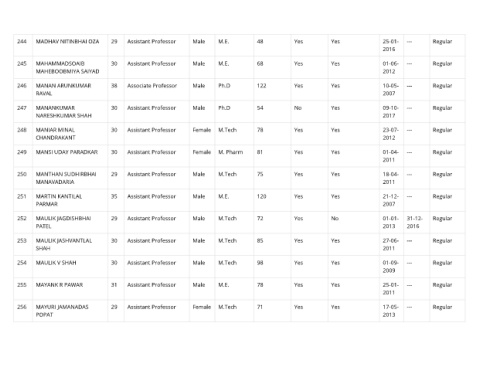 244 MADHAV NITINBHAI OZA 29 Assistant Professor Male M.E. 48 Yes Yes 25-01- --- Regular
2016
245 MAHAMMADSOAIB 30 Assistant Professor Male M.E. 68 Yes Yes 01-06- --- Regular
MAHEBOOBMIYA SAIYAD 2012
246 MANAN ARUNKUMAR 38 Associate Professor Male Ph.D 122 Yes Yes 10-05- --- Regular
RAVAL 2007
247 MANANKUMAR 30 Assistant Professor Male Ph.D 54 No Yes 09-10- --- Regular
NARESHKUMAR SHAH 2017
248 MANIAR MINAL 30 Assistant Professor Female M.Tech 78 Yes Yes 23-07- --- Regular
CHANDRAKANT 2012
249 MANSI UDAY PARADKAR 30 Assistant Professor Female M. Pharm 81 Yes Yes 01-04- --- Regular
2011
250 MANTHAN SUDHIRBHAI 29 Assistant Professor Male M.Tech 75 Yes Yes 18-04- --- Regular
MANAVADARIA 2011
251 MARTIN KANTILAL 35 Assistant Professor Male M.E. 120 Yes Yes 21-12- --- Regular
PARMAR 2007
252 MAULIK JAGDISHBHAI 29 Assistant Professor Male M.Tech 72 Yes No 01-01- 31-12- Regular
PATEL 2013 2016
253 MAULIK JASHVANTLAL 30 Assistant Professor Male M.Tech 85 Yes Yes 27-06- --- Regular
SHAH 2011
254 MAULIK V SHAH 30 Assistant Professor Male M.Tech 98 Yes Yes 01-09- --- Regular
2009
255 MAYANK R PAWAR 31 Assistant Professor Male M.E. 78 Yes Yes 25-01- --- Regular
2011
256 MAYURI JAMANADAS 29 Assistant Professor Female M.Tech 71 Yes Yes 17-05- --- Regular
POPAT 2013